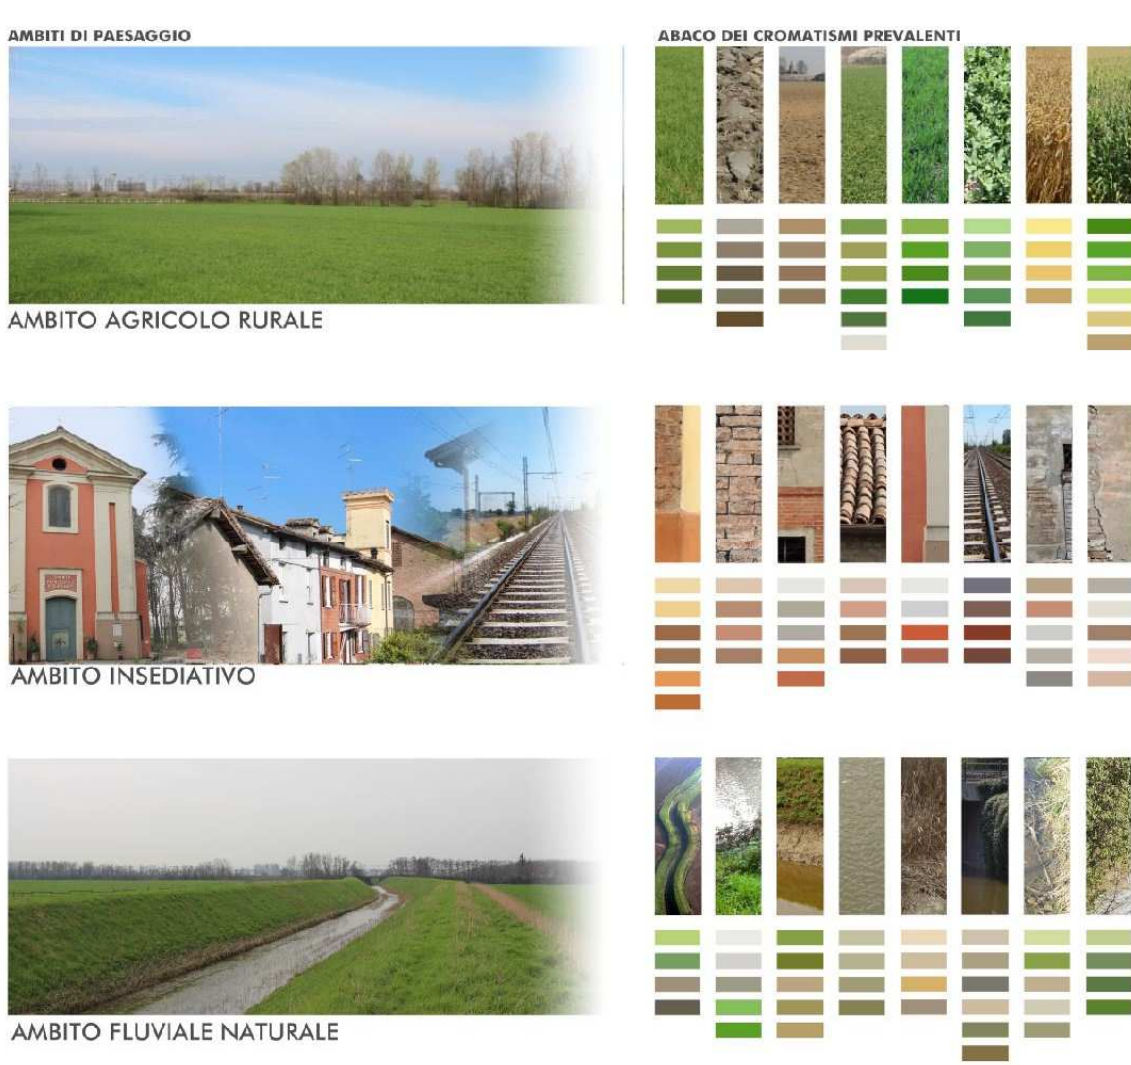 AMBITI DI PAESAGGIO
ABACO DEI CROMATISMI PREVALENTI
AMBITO AGRICOLO RURALE
AMBITO INSEDIATIVO
AMBITO FLUVIALE NATURALE